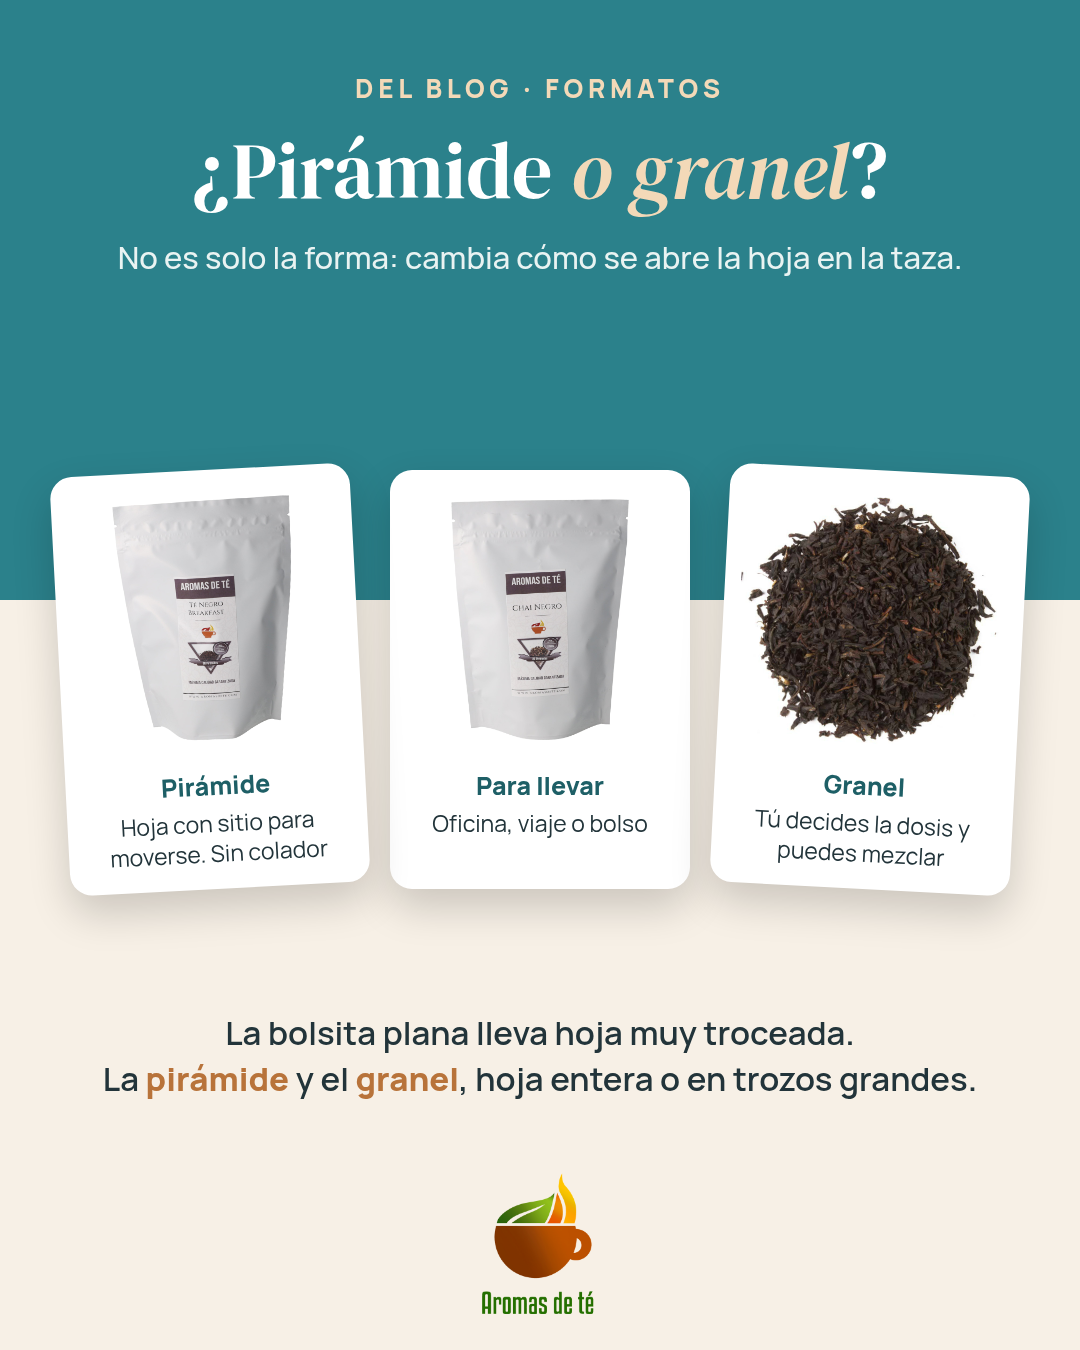 DEL BLOG · FORMATOS
¿Pirámide o granel?
No es solo la forma: cambia cómo se abre la hoja en la taza.
AROMAS DE TÉ
TÉ NEGRO
BREAKFAST
Pirámide
Hoja con sitio para
moverse. Sin colador
AROMAS DE TÉ
CHAI NEGRO
Para llevar
Oficina, viaje o bolso
Granel
Tú decides la dosis y
puedes mezclar
La bolsita plana lleva hoja muy troceada.
La pirámide y el granel, hoja entera o en trozos grandes.
Aromas de té